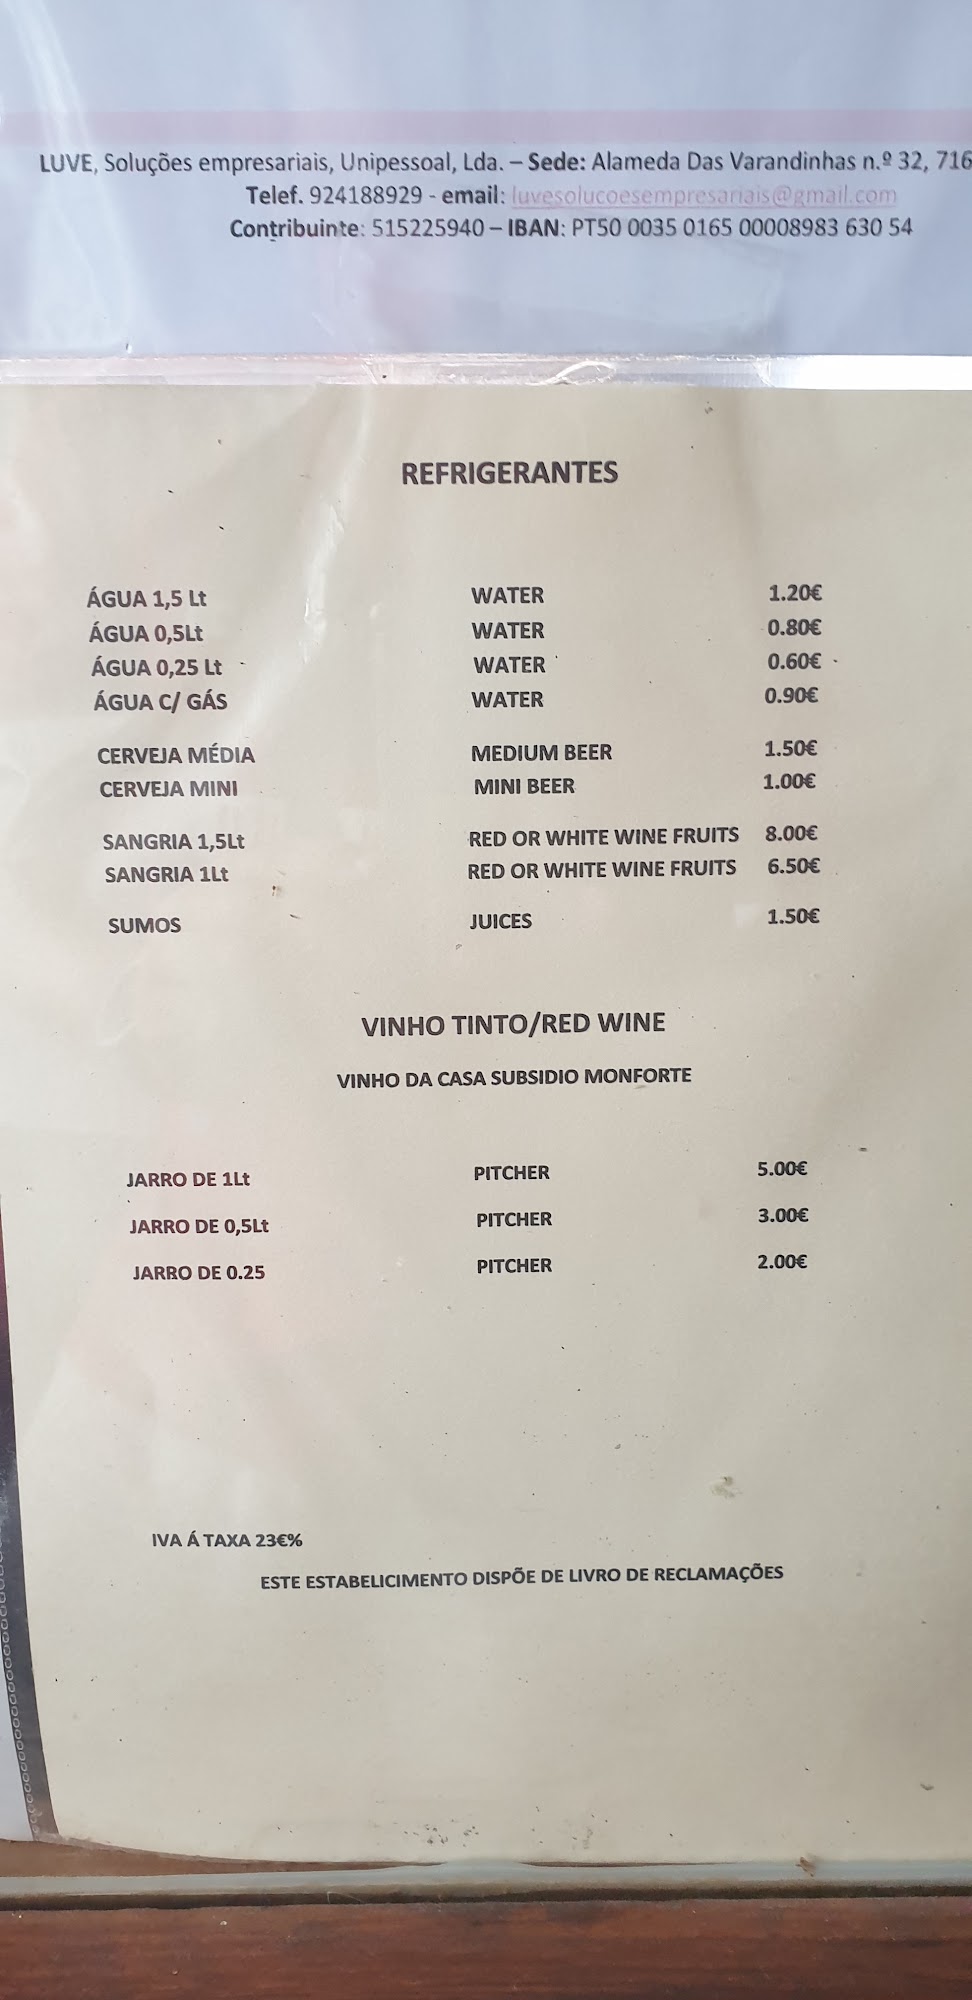 LUVE, Soluções empresariais, Unipessoal, Lda. – Sede: Alameda Das Varandinhas n.º 32, 716
Telef. 924188929 - email: luvesolucoesempresariais@gmail.com
Contribuinte: 515225940 – IBAN: PT50 0035 0165 00008983 630 54
REFRIGERANTES
ÁGUA 1,5 Lt WATER 1.20€
ÁGUA 0,5Lt WATER 0.80€
ÁGUA 0,25 Lt WATER 0.60€
ÁGUA C/ GÁS WATER 0.90€
CERVEJA MÉDIA MEDIUM BEER 1.50€
CERVEJA MINI MINI BEER 1.00€
SANGRIA 1,5Lt RED OR WHITE WINE FRUITS 8.00€
SANGRIA 1Lt RED OR WHITE WINE FRUITS 6.50€
SUMOS JUICES 1.50€
VINHO TINTO/RED WINE
VINHO DA CASA SUBSIDIO MONFORTE
JARRO DE 1Lt PITCHER 5.00€
JARRO DE 0,5Lt PITCHER 3.00€
JARRO DE 0.25 PITCHER 2.00€
IVA Á TAXA 23€%
ESTE ESTABELICIMENTO DISPÕE DE LIVRO DE RECLAMAÇÕES